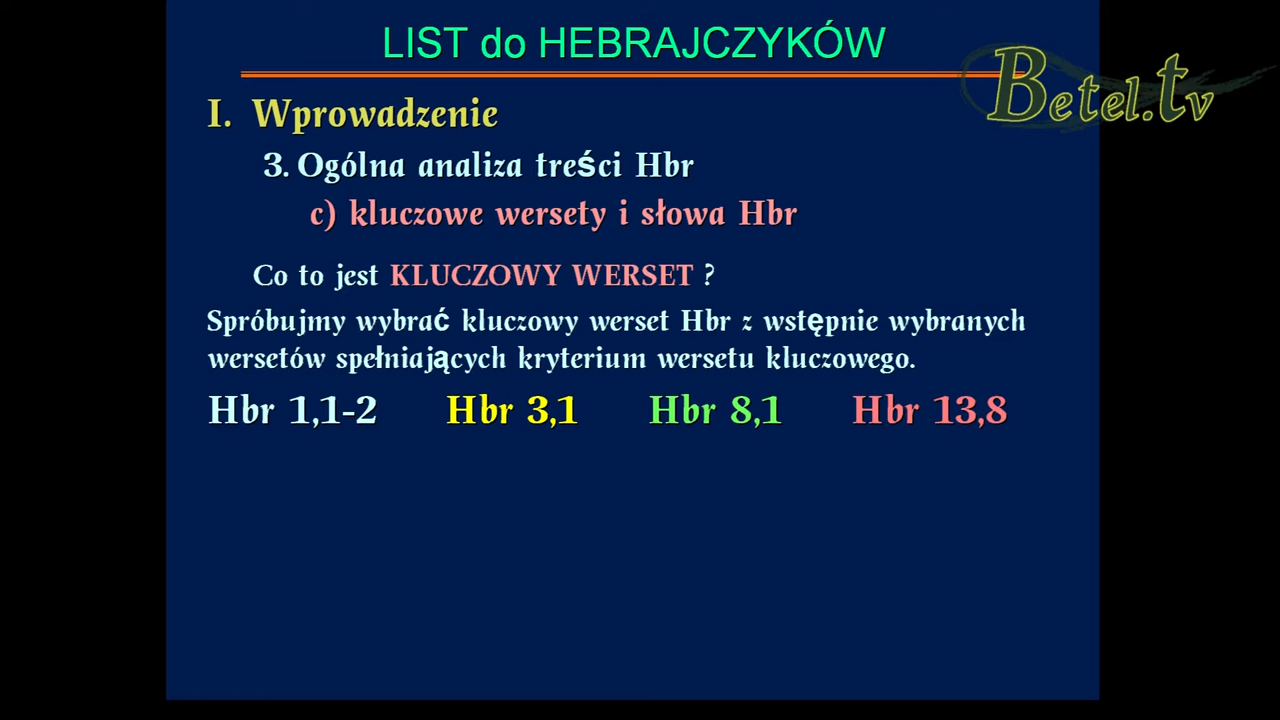 LIST do HEBRAJCZYKÓW
Betel.tv
I. Wprowadzenie
3. Ogólna analiza treści Hbr
c) kluczowe wersety i słowa Hbr
Co to jest KLUCZOWY WERSET ?
Spróbujmy wybrać kluczowy werset Hbr z wstępnie wybranych
wersetów spełniających kryterium wersetu kluczowego.
Hbr 1,1-2 Hbr 3,1 Hbr 8,1 Hbr 13,8